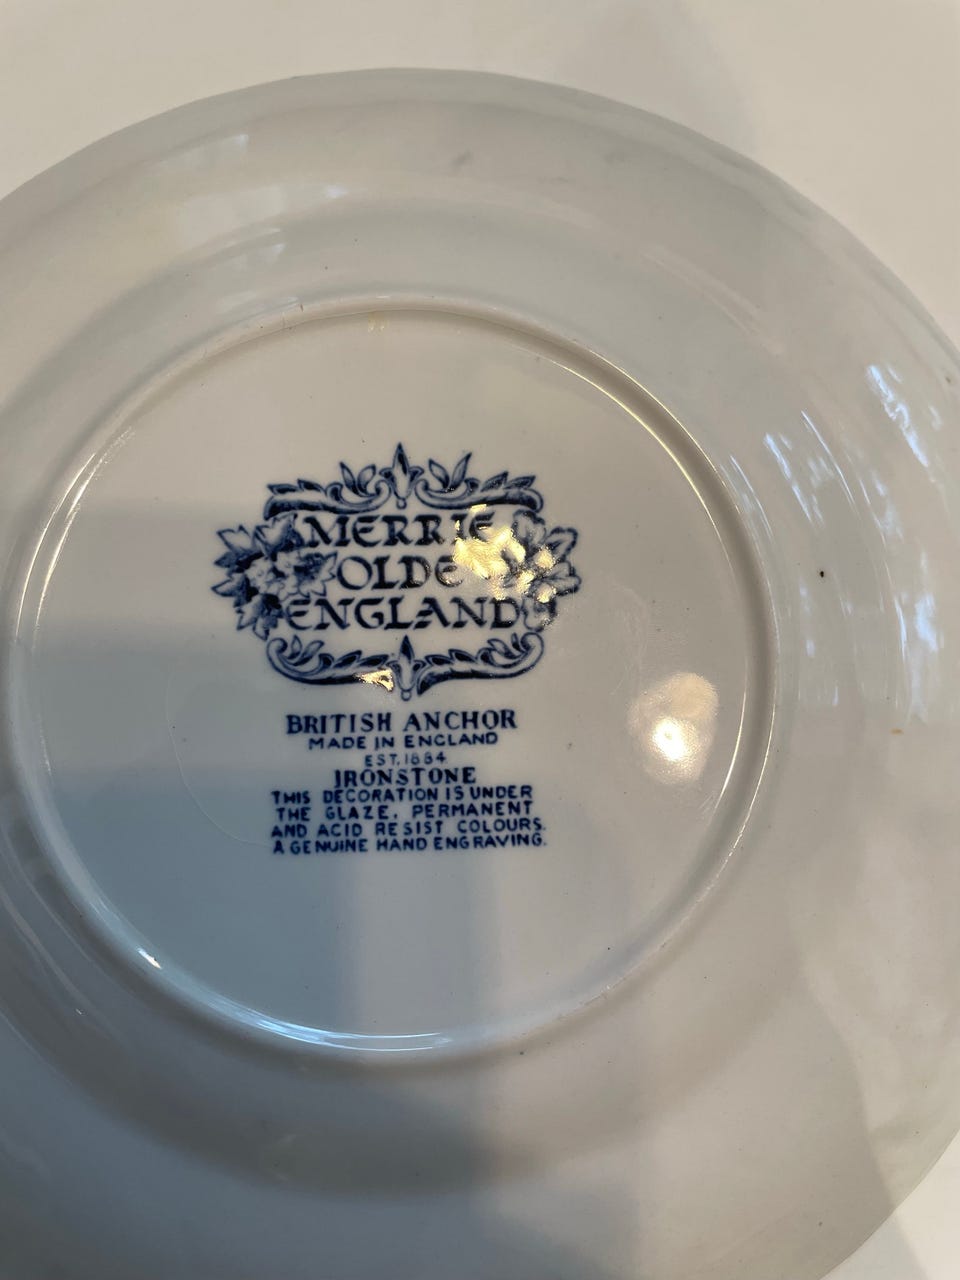 MERRIE
OLDE
ENGLAND
BRITISH ANCHOR
MADE IN ENGLAND
EST. 1884
IRONSTONE
THIS DECORATION IS UNDER
THE GLAZE, PERMANENT
AND ACID RESIST COLOURS.
A GENUINE HAND ENGRAVING.